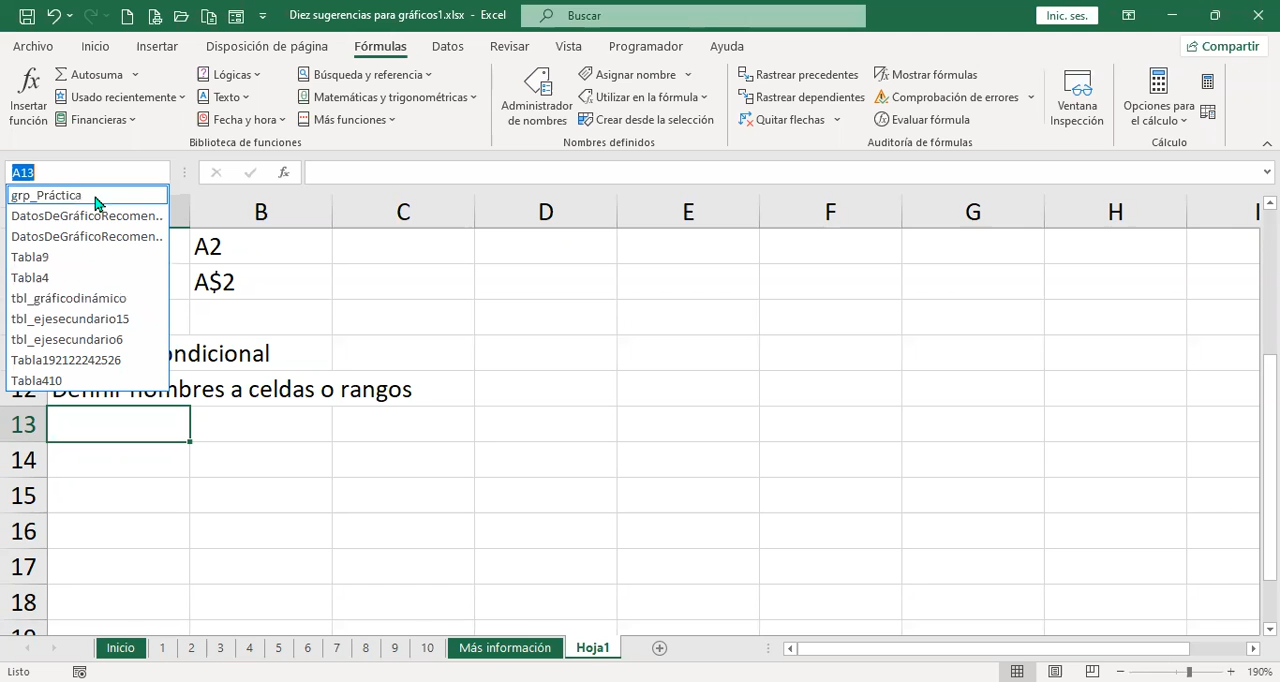 Diez sugerencias para gráficos1.xlsx - Excel
Buscar
Inic. ses.
Archivo Inicio Insertar Disposición de página Fórmulas Datos Revisar Vista Programador Ayuda
Compartir
Insertar función
Autosuma
Usado recientemente
Financieras
Lógicas
Texto
Fecha y hora
Búsqueda y referencia
Matemáticas y trigonométricas
Más funciones
Biblioteca de funciones
Administrador de nombres
Asignar nombre
Utilizar en la fórmula
Crear desde la selección
Nombres definidos
Rastrear precedentes
Rastrear dependientes
Quitar flechas
Mostrar fórmulas
Comprobación de errores
Evaluar fórmula
Auditoría de fórmulas
Ventana Inspección
Opciones para el cálculo
Cálculo
A13
fx
grp_Práctica
DatosDeGráficoRecomen..
DatosDeGráficoRecomen..
Tabla9
Tabla4
tbl_gráficodinámico
tbl_ejesecundario15
tbl_ejesecundario6
Tabla192122242526
Tabla410
B C D E F G H I
A2
A$2
ondicional
12 Definir nombres a celdas o rangos
13
14
15
16
17
18
19
Inicio 1 2 3 4 5 6 7 8 9 10 Más información Hoja1
Listo
190%